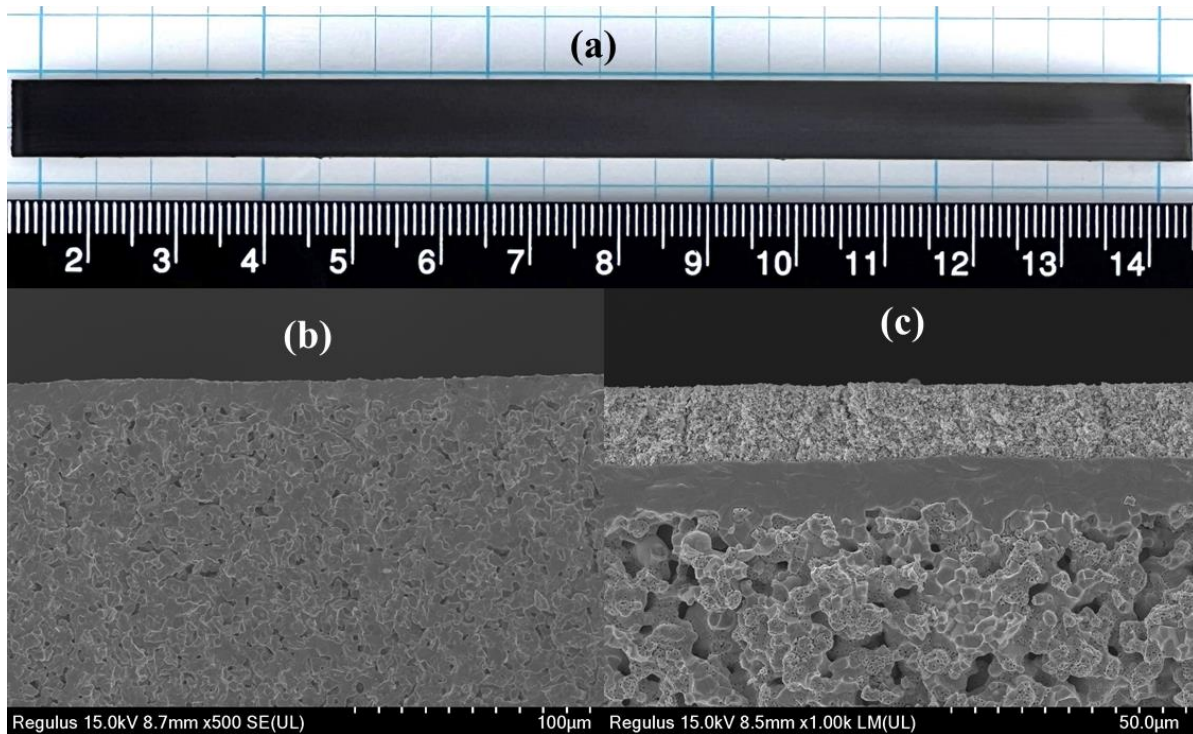 (a)
2 3 4 5 6 7 8 9 10 11 12 13 14
(b)
(c)
Regulus 15.0kV 8.7mm x500 SE(UL) 100μm
Regulus 15.0kV 8.5mm x1.00k LM(UL) 50.0μm